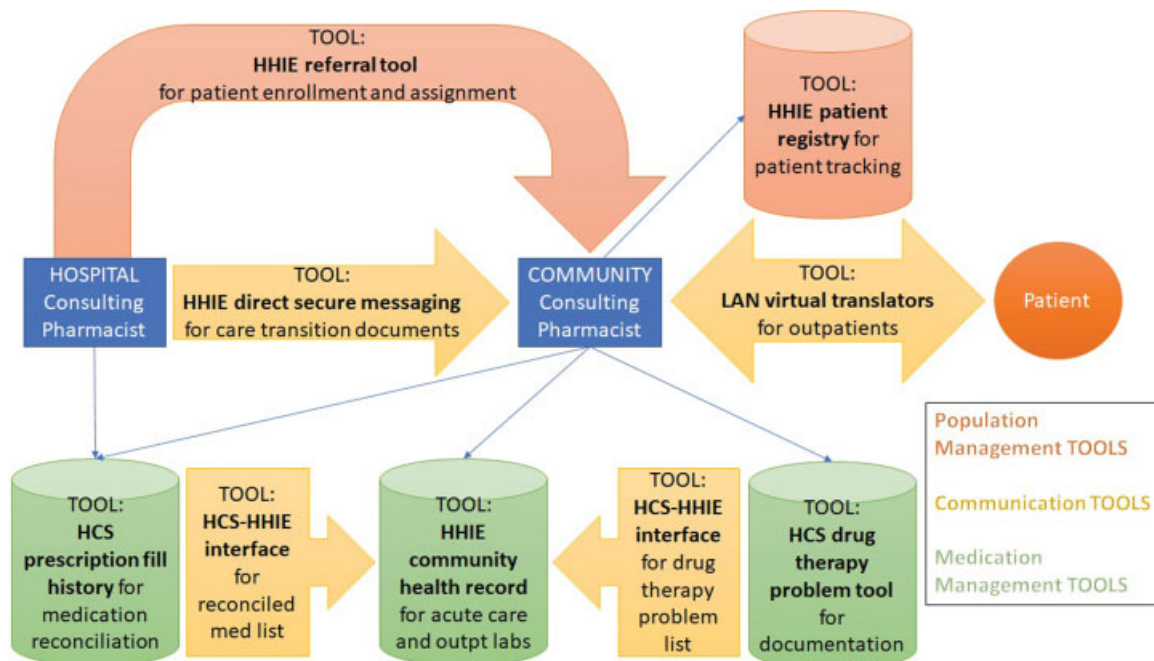 TOOL:
HHIE referral tool
for patient enrollment and assignment
TOOL:
HHIE patient
registry for
patient tracking
HOSPITAL
Consulting
Pharmacist
TOOL:
HHIE direct secure messaging
for care transition documents
COMMUNITY
Consulting
Pharmacist
TOOL:
LAN virtual translators
for outpatients
Patient
Population
Management TOOLS
Communication TOOLS
Medication
Management TOOLS
TOOL:
HCS
prescription fill
history for
medication
reconciliation
TOOL:
HCS-HHIE
interface
for
reconciled
med list
TOOL:
HHIE
community
health record
for acute care
and outpt labs
TOOL:
HCS-HHIE
interface
for drug
therapy
problem
list
TOOL:
HCS drug
therapy
problem tool
for
documentation